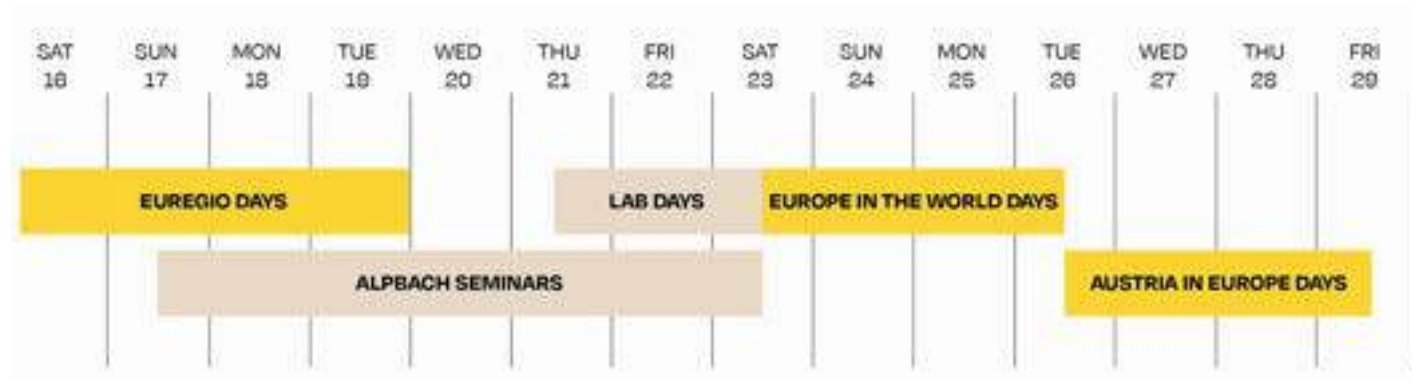 SAT SUN MON TUE WED THU FRI SAT SUN MON TUE WED THU FRI
16 17 18 19 20 21 22 23 24 25 26 27 28 29
EUREGIO DAYS LAB DAYS EUROPE IN THE WORLD DAYS
ALPBACH SEMINARS AUSTRIA IN EUROPE DAYS